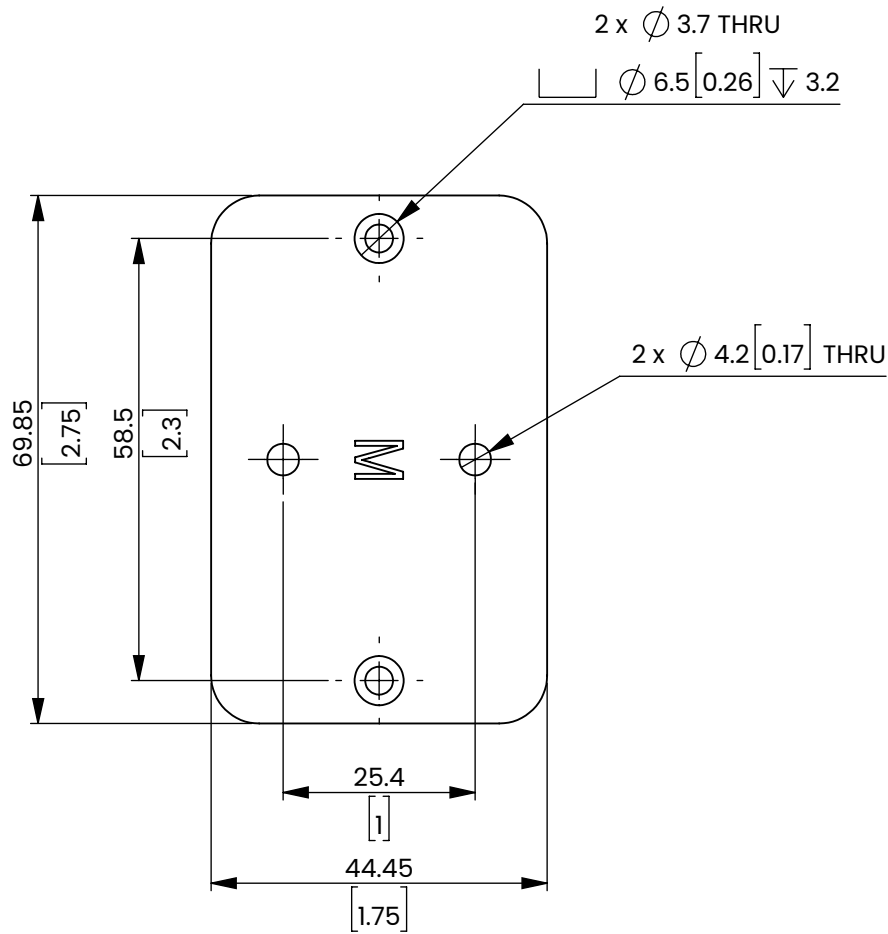 2 x ⌀ 3.7 THRU
⌴ ⌀ 6.5 [0.26] ↧ 3.2
2 x ⌀ 4.2 [0.17] THRU
69.85
[2.75]
58.5
[2.3]
M
25.4
[1]
44.45
[1.75]